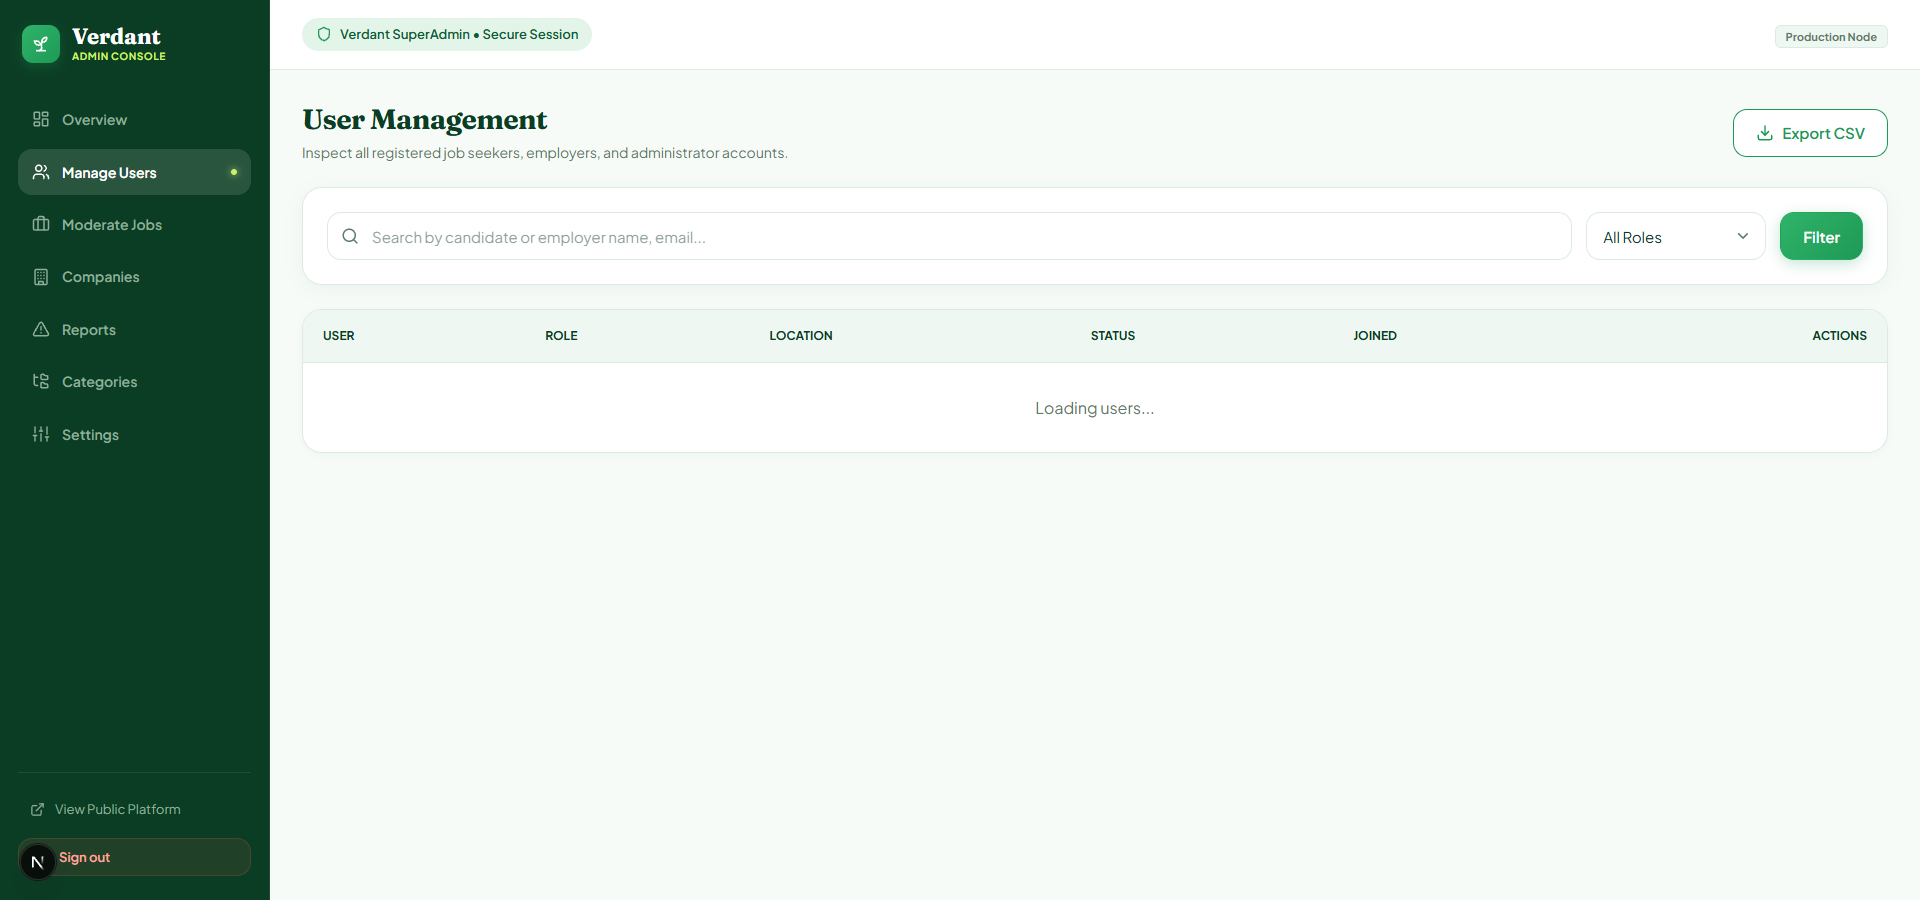 Verdant
ADMIN CONSOLE
Overview
Manage Users
Moderate Jobs
Companies
Reports
Categories
Settings
View Public Platform
N
Sign out
Verdant SuperAdmin • Secure Session
Production Node
User Management
Inspect all registered job seekers, employers, and administrator accounts.
Export CSV
Search by candidate or employer name, email...
All Roles
Filter
USER ROLE LOCATION STATUS JOINED ACTIONS
Loading users...